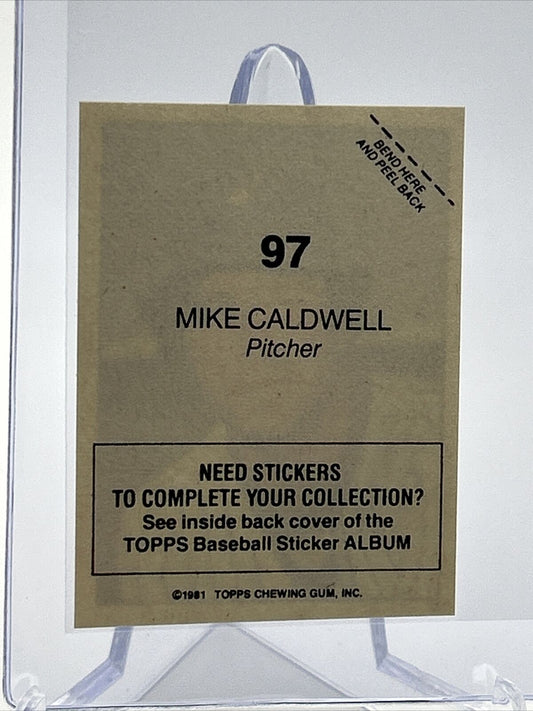 BEND HERE
AND PEEL BACK
97
MIKE CALDWELL
Pitcher
NEED STICKERS
TO COMPLETE YOUR COLLECTION?
See inside back cover of the
TOPPS Baseball Sticker ALBUM
©1981 TOPPS CHEWING GUM, INC.